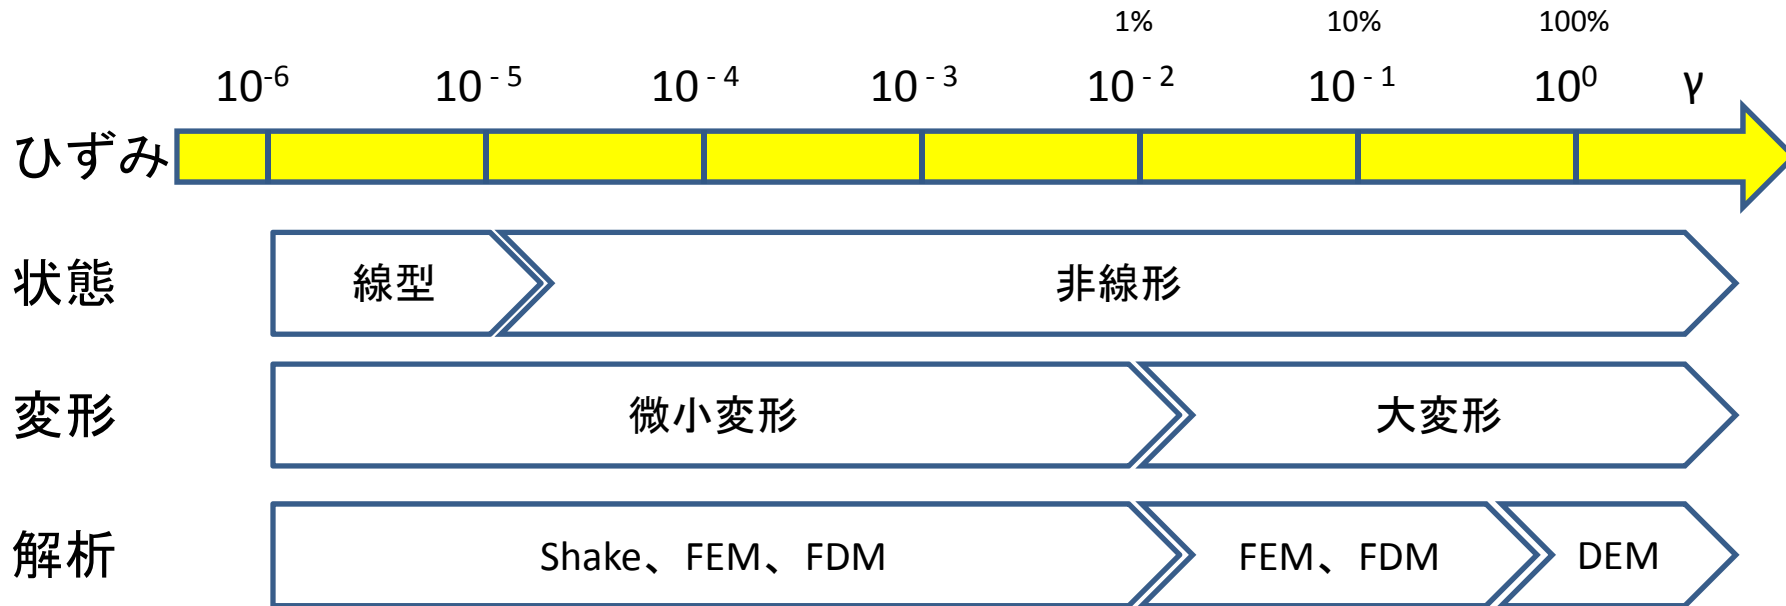 1% 10% 100%
10⁻⁶ 10⁻⁵ 10⁻⁴ 10⁻³ 10⁻² 10⁻¹ 10⁰ γ
ひずみ
状態 線型 非線形
変形 微小変形 大変形
解析 Shake、FEM、FDM FEM、FDM DEM